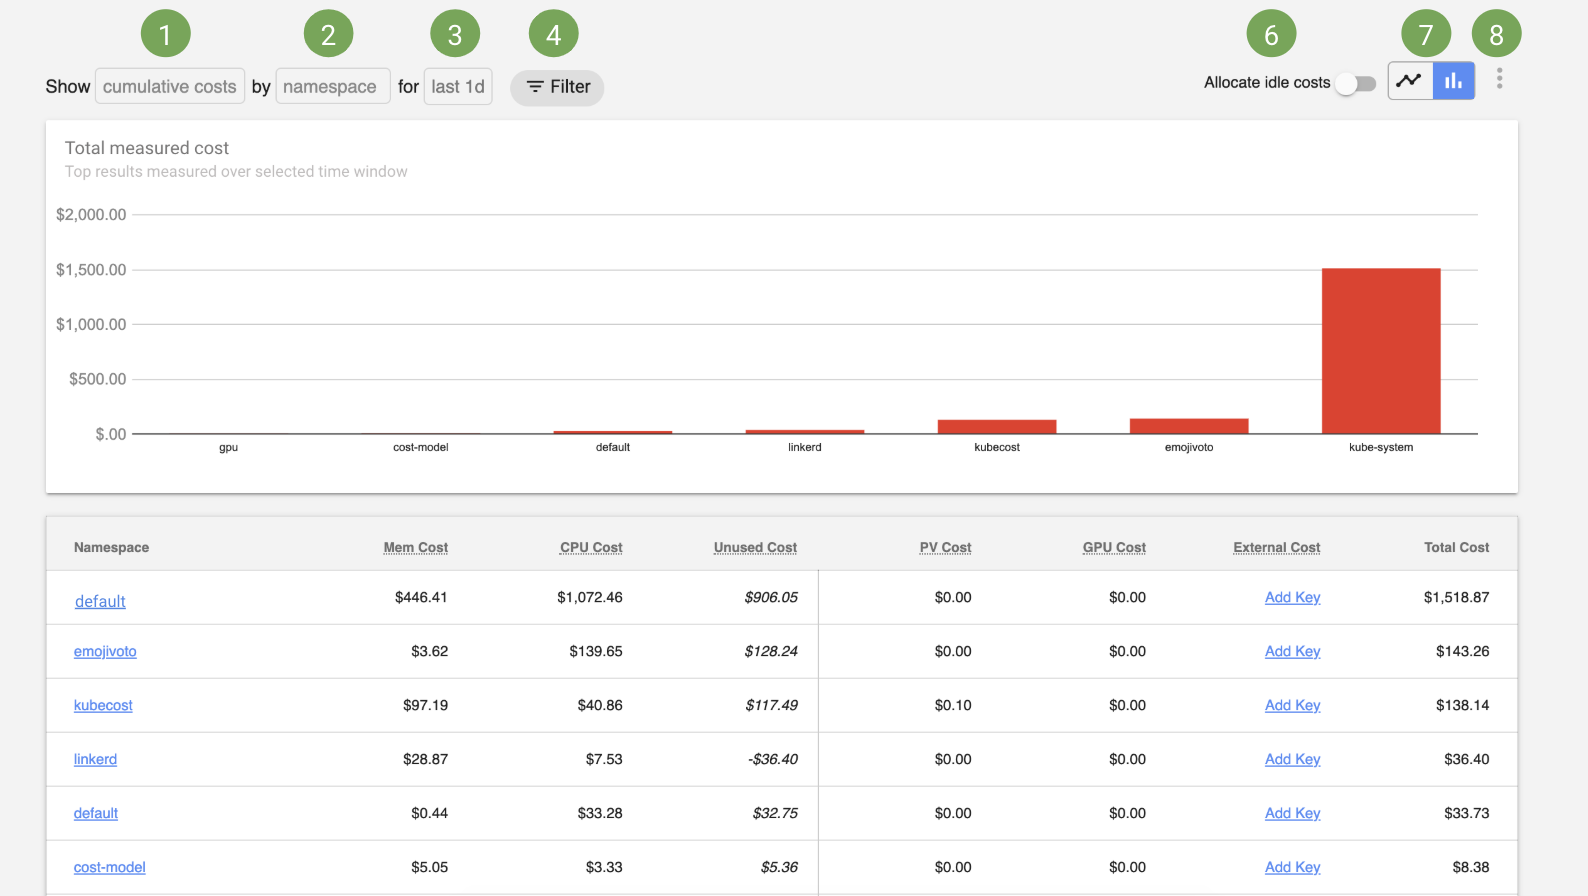 1 2 3 4 6 7 8
Show cumulative costs by namespace for last 1d Filter Allocate idle costs
Total measured cost
Top results measured over selected time window
$2,000.00
$1,500.00
$1,000.00
$500.00
$.00
gpu cost-model default linkerd kubecost emojivoto kube-system
Namespace Mem Cost CPU Cost Unused Cost PV Cost GPU Cost External Cost Total Cost
default $446.41 $1,072.46 $906.05 $0.00 $0.00 Add Key $1,518.87
emojivoto $3.62 $139.65 $128.24 $0.00 $0.00 Add Key $143.26
kubecost $97.19 $40.86 $117.49 $0.10 $0.00 Add Key $138.14
linkerd $28.87 $7.53 -$36.40 $0.00 $0.00 Add Key $36.40
default $0.44 $33.28 $32.75 $0.00 $0.00 Add Key $33.73
cost-model $5.05 $3.33 $5.36 $0.00 $0.00 Add Key $8.38